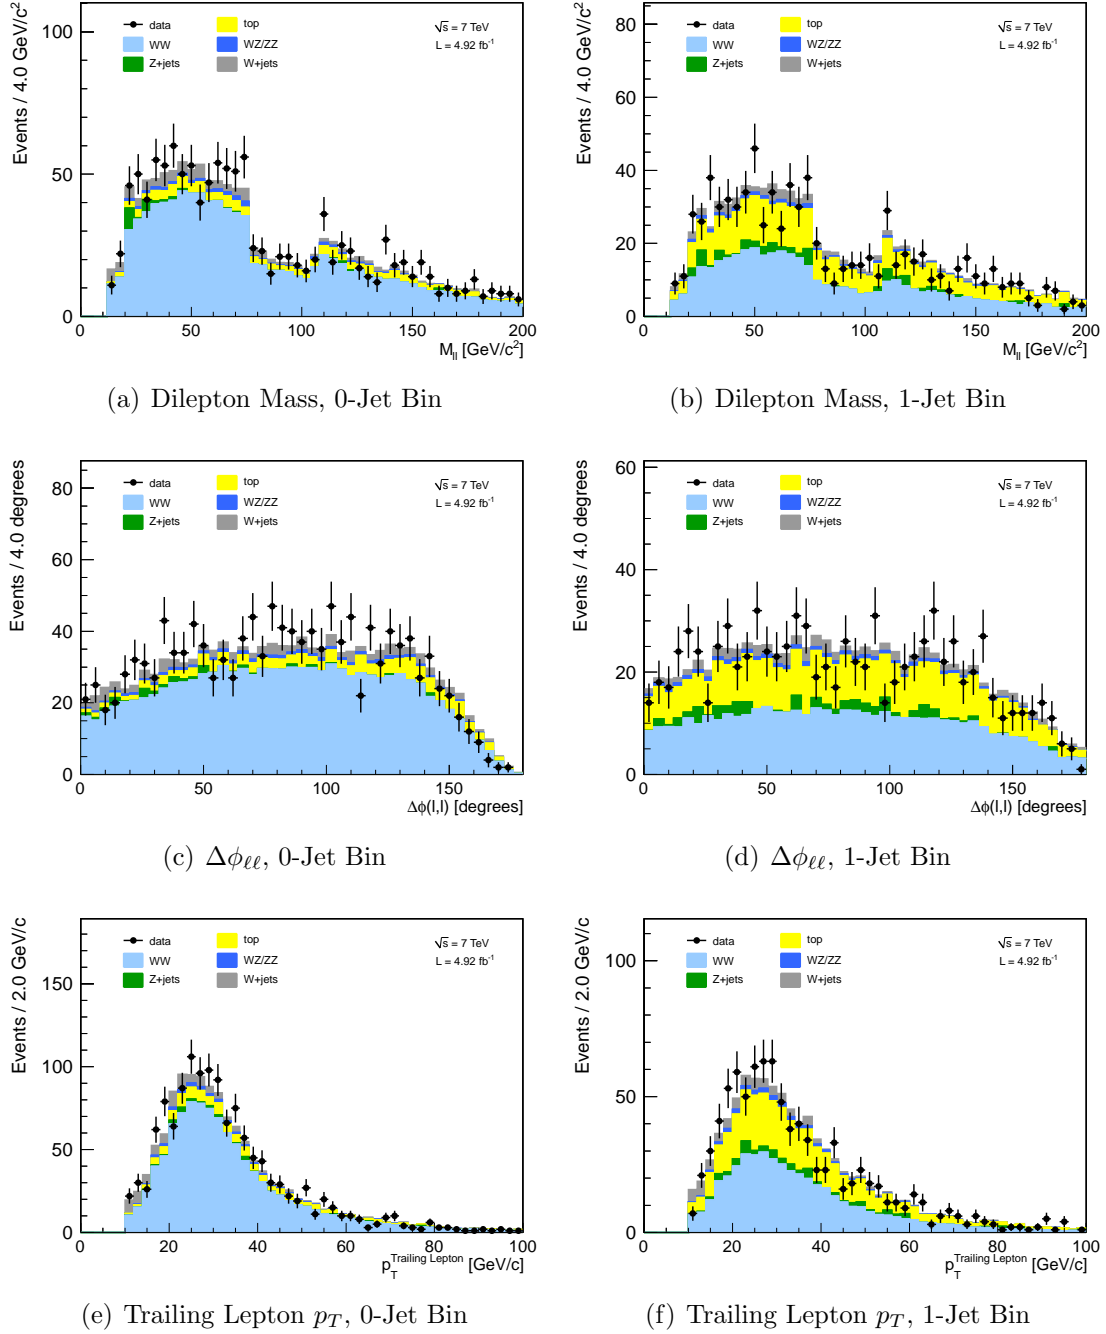 Events / 4.0 GeV/c²
100
50
0
data
WW
Z+jets
top
WZ/ZZ
W+jets
√s = 7 TeV
L = 4.92 fb⁻¹
0 50 100 150 200
M_ll [GeV/c²]
(a) Dilepton Mass, 0-Jet Bin
Events / 4.0 GeV/c²
80
60
40
20
0
data
WW
Z+jets
top
WZ/ZZ
W+jets
√s = 7 TeV
L = 4.92 fb⁻¹
0 50 100 150 200
M_ll [GeV/c²]
(b) Dilepton Mass, 1-Jet Bin
Events / 4.0 degrees
80
60
40
20
0
data
WW
Z+jets
top
WZ/ZZ
W+jets
√s = 7 TeV
L = 4.92 fb⁻¹
0 50 100 150
Δϕ(l,l) [degrees]
(c) Δϕ_ℓℓ, 0-Jet Bin
Events / 4.0 degrees
60
40
20
0
data
WW
Z+jets
top
WZ/ZZ
W+jets
√s = 7 TeV
L = 4.92 fb⁻¹
0 50 100 150
Δϕ(l,l) [degrees]
(d) Δϕ_ℓℓ, 1-Jet Bin
Events / 2.0 GeV/c
150
100
50
0
data
WW
Z+jets
top
WZ/ZZ
W+jets
√s = 7 TeV
L = 4.92 fb⁻¹
0 20 40 60 80 100
p_T^Trailing Lepton [GeV/c]
(e) Trailing Lepton p_T, 0-Jet Bin
Events / 2.0 GeV/c
100
50
0
data
WW
Z+jets
top
WZ/ZZ
W+jets
√s = 7 TeV
L = 4.92 fb⁻¹
0 20 40 60 80 100
p_T^Trailing Lepton [GeV/c]
(f) Trailing Lepton p_T, 1-Jet Bin